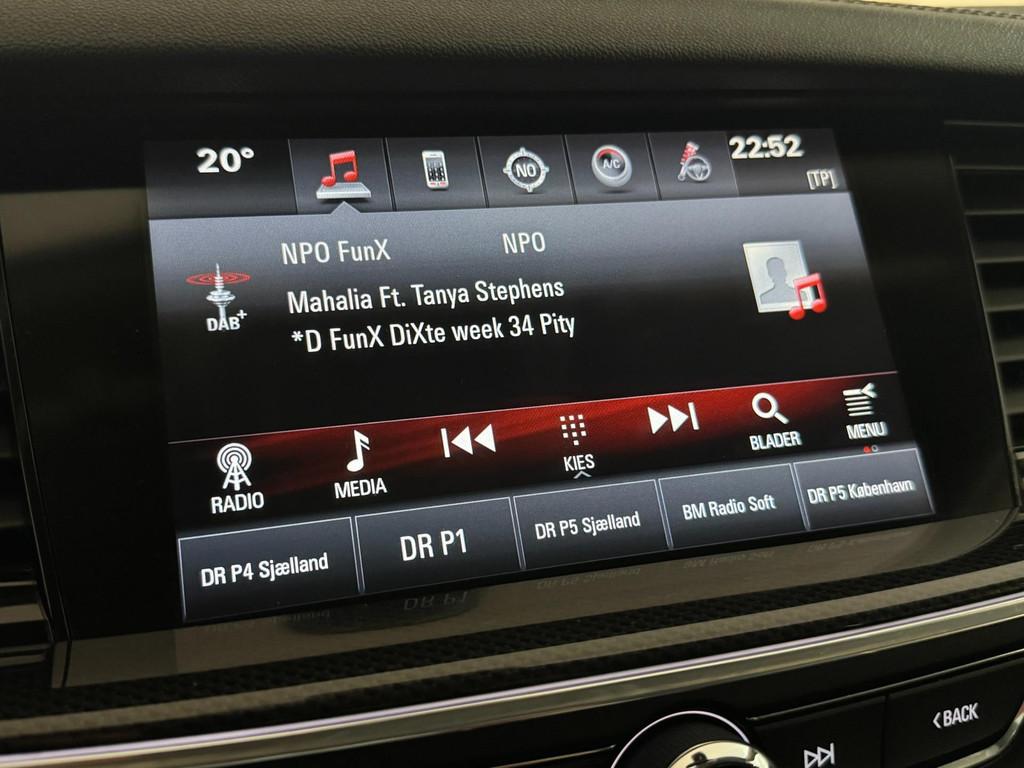 20°
NO
A/C
22:52
[TP]
NPO FunX
NPO
DAB+
Mahalia Ft. Tanya Stephens
*D FunX DiXte week 34 Pity
RADIO
MEDIA
KIES
BLADER
MENU
DR P4 Sjælland
DR P1
DR P5 Sjælland
BM Radio Soft
DR P5 København
<BACK